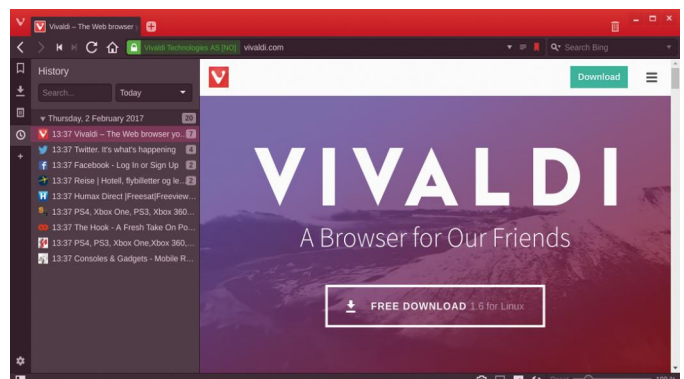 Vivaldi – The Web browser
Vivaldi Technologies AS [NO] vivaldi.com
Search Bing
History
Search...
Today
Thursday, 2 February 2017 20
13:37 Vivaldi – The Web browser yo... 7
13:37 Twitter. It's what's happening 4
13:37 Facebook - Log In or Sign Up 2
13:37 Reise | Hotell, flybilletter og le... 2
13:37 Humax Direct |Freesat|Freeview...
13:37 PS4, Xbox One, PS3, Xbox 360...
13:37 The Hook - A Fresh Take On Po...
13:37 PS4, PS3, Xbox One,Xbox 360,...
13:37 Consoles & Gadgets - Mobile R...
Download
VIVALDI
A Browser for Our Friends
FREE DOWNLOAD 1.6 for Linux